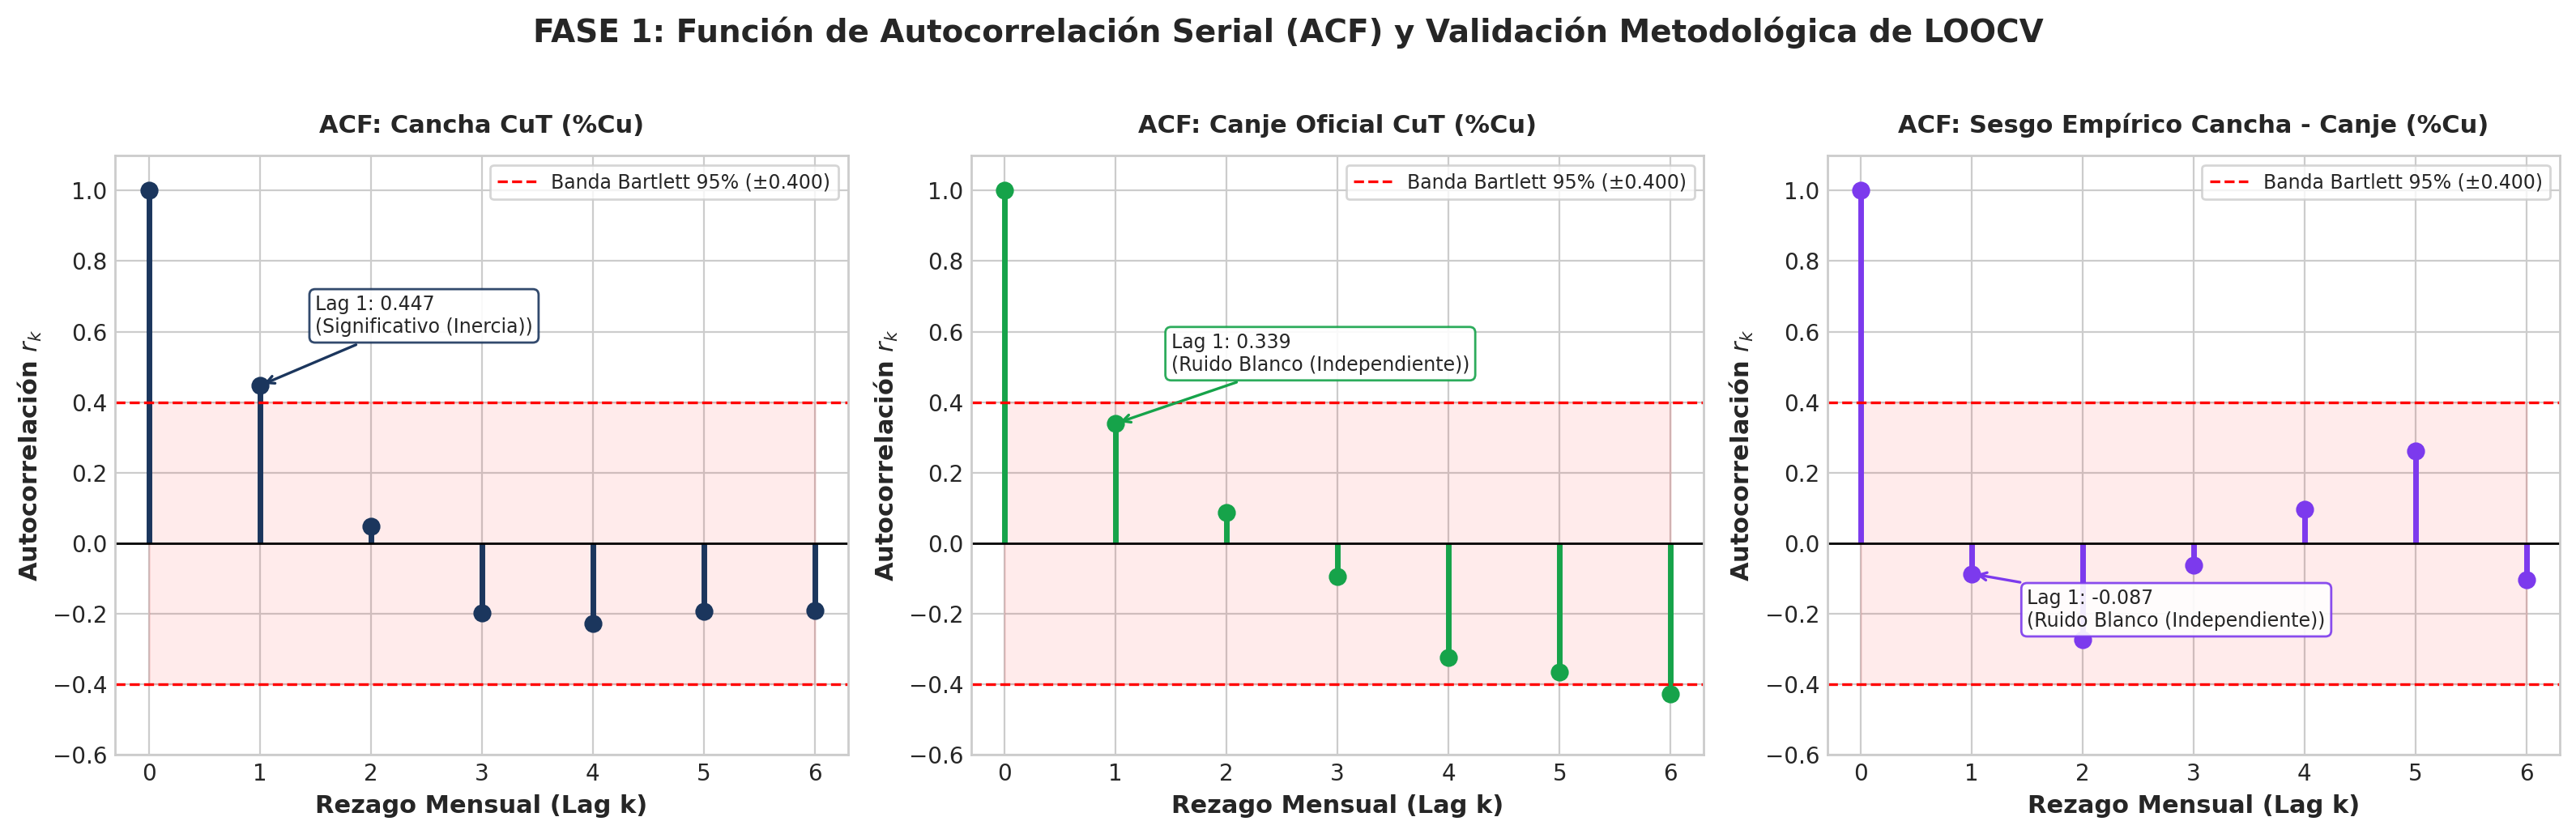 FASE 1: Función de Autocorrelación Serial (ACF) y Validación Metodológica de LOOCV
ACF: Cancha CuT (%Cu)
Banda Bartlett 95% (±0.400)
Lag 1: 0.447
(Significativo (Inercia))
Autocorrelación rₖ
1.0
0.8
0.6
0.4
0.2
0.0
−0.2
−0.4
−0.6
0 1 2 3 4 5 6
Rezago Mensual (Lag k)
ACF: Canje Oficial CuT (%Cu)
Banda Bartlett 95% (±0.400)
Lag 1: 0.339
(Ruido Blanco (Independiente))
Autocorrelación rₖ
1.0
0.8
0.6
0.4
0.2
0.0
−0.2
−0.4
−0.6
0 1 2 3 4 5 6
Rezago Mensual (Lag k)
ACF: Sesgo Empírico Cancha - Canje (%Cu)
Banda Bartlett 95% (±0.400)
Lag 1: -0.087
(Ruido Blanco (Independiente))
Autocorrelación rₖ
1.0
0.8
0.6
0.4
0.2
0.0
−0.2
−0.4
−0.6
0 1 2 3 4 5 6
Rezago Mensual (Lag k)